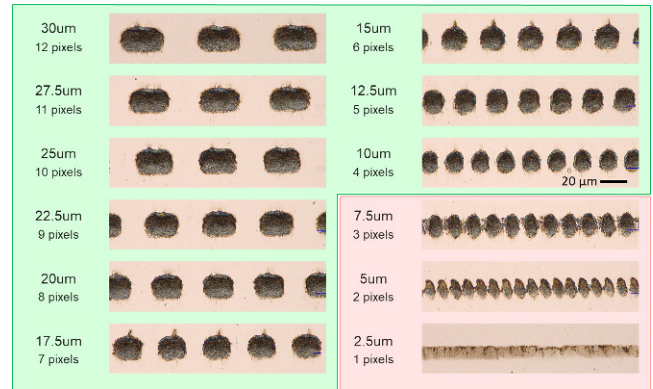 30um
12 pixels
27.5um
11 pixels
25um
10 pixels
22.5um
9 pixels
20um
8 pixels
17.5um
7 pixels
15um
6 pixels
12.5um
5 pixels
10um
4 pixels
20 μm
7.5um
3 pixels
5um
2 pixels
2.5um
1 pixels